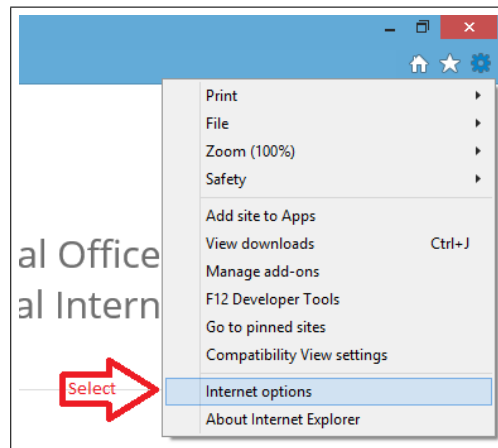 Print
File
Zoom (100%)
Safety
Add site to Apps
al Office
View downloads Ctrl+J
Manage add-ons
F12 Developer Tools
al Intern
Go to pinned sites
Compatibility View settings
Select
Internet options
About Internet Explorer